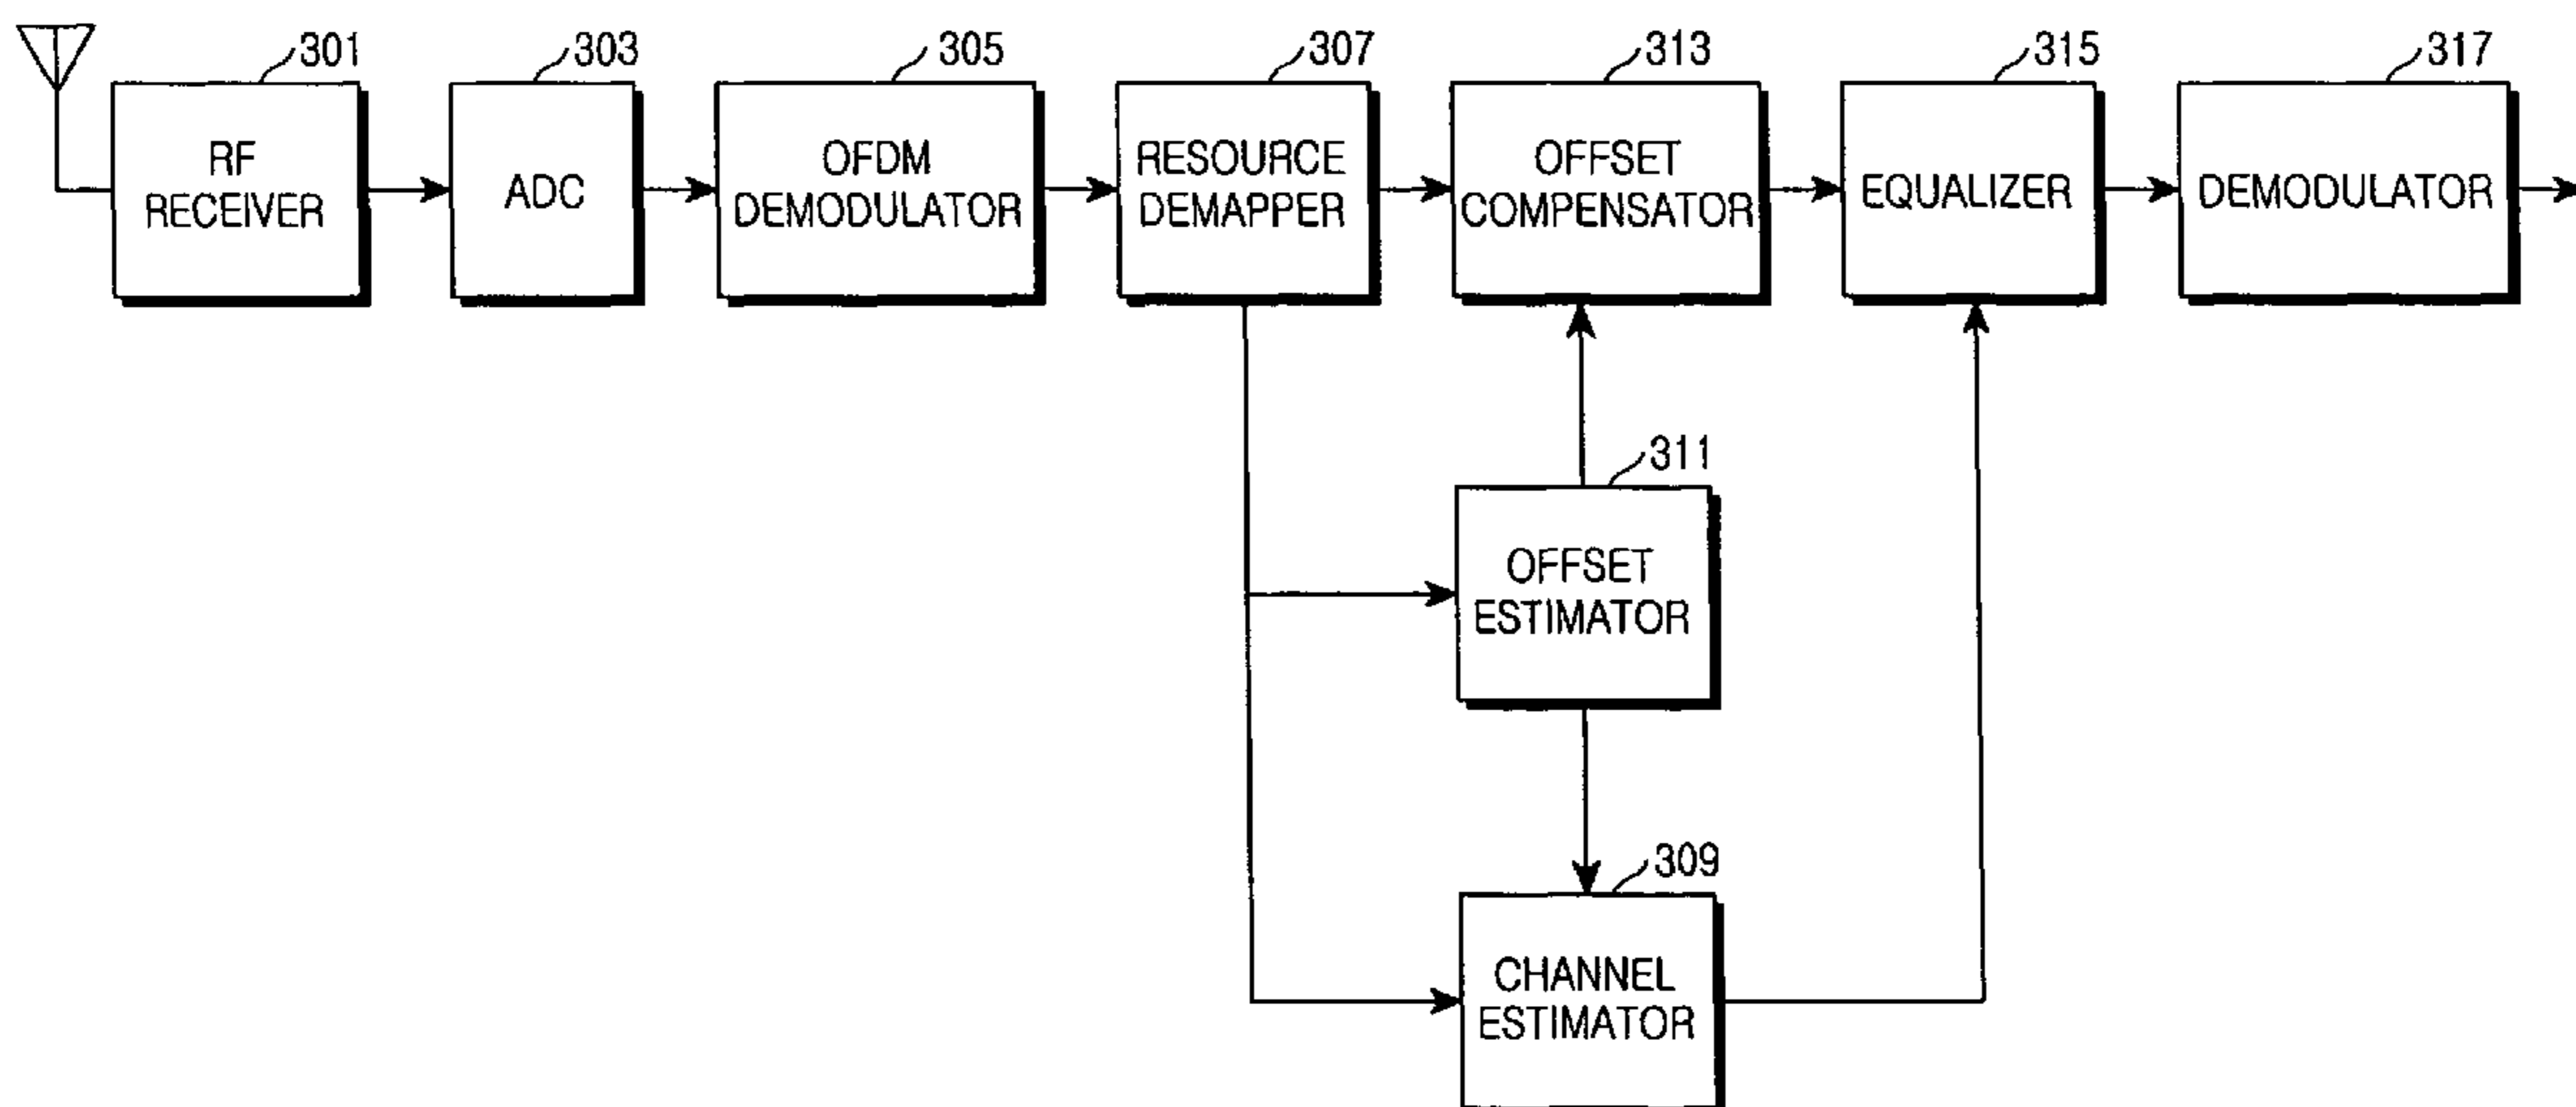 301
303
305
307
313
315
317
RF
RECEIVER
ADC
OFDM
DEMODULATOR
RESOURCE
DEMAPPER
OFFSET
COMPENSATOR
EQUALIZER
DEMODULATOR
311
OFFSET
ESTIMATOR
309
CHANNEL
ESTIMATOR